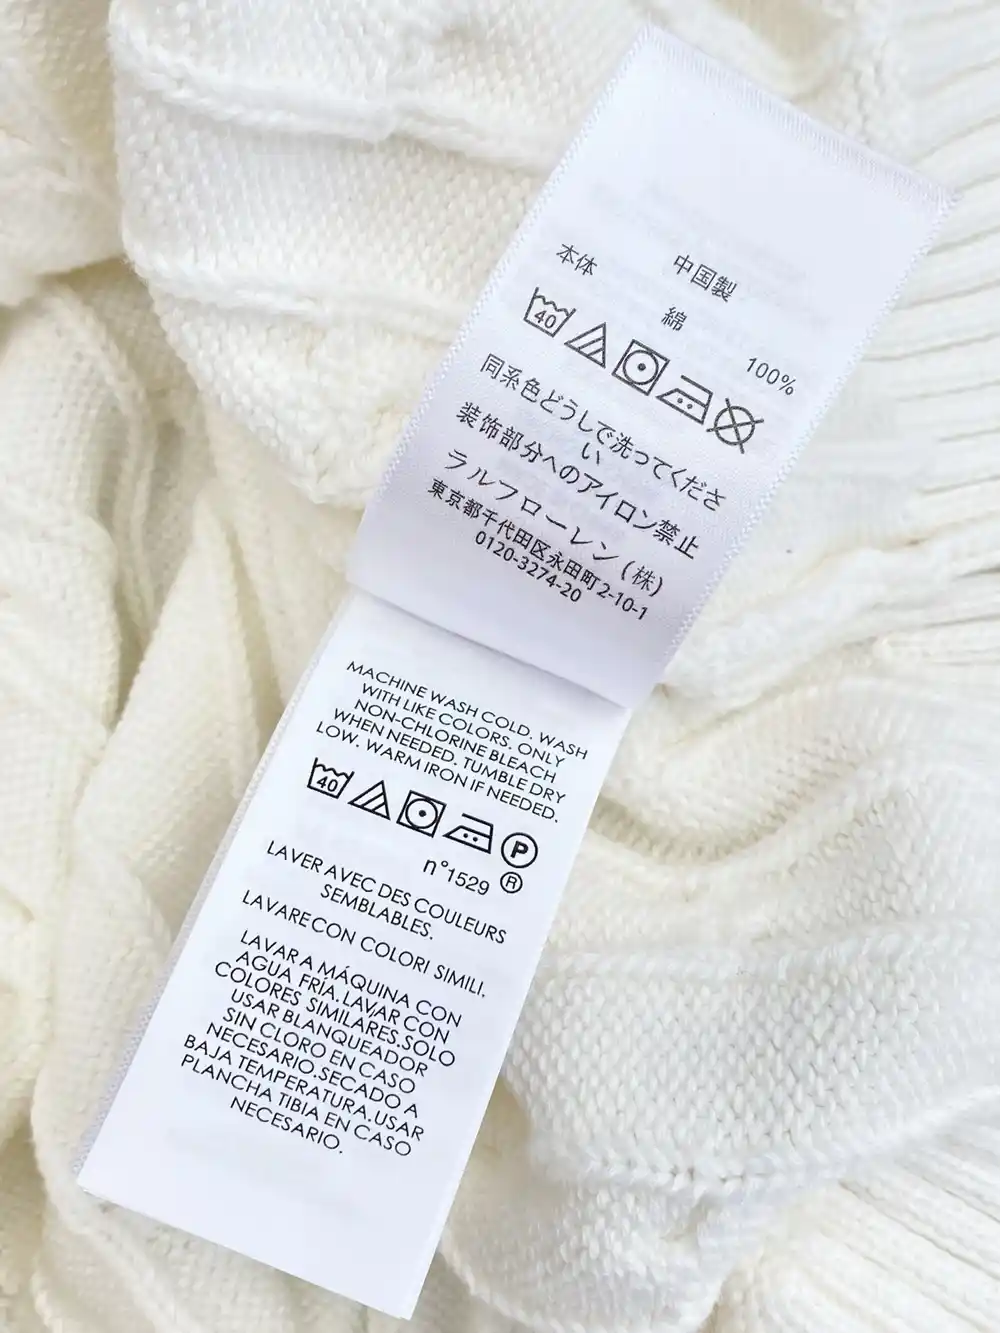 中国製
本体 綿 100%
40
同系色どうしで洗ってくださ
い
装飾部分へのアイロン禁止
ラルフローレン(株)
東京都千代田区永田町2-10-1
0120-3274-20
MACHINE WASH COLD. WASH
WITH LIKE COLORS. ONLY
NON-CHLORINE BLEACH
WHEN NEEDED. TUMBLE DRY
LOW. WARM IRON IF NEEDED.
40 P
n°1529 ®
LAVER AVEC DES COULEURS
SEMBLABLES.
LAVARE CON COLORI SIMILI.
LAVAR A MÁQUINA CON
AGUA FRÍA. LAVAR CON
COLORES SIMILARES.SOLO
USAR BLANQUEADOR
SIN CLORO EN CASO
NECESARIO.SECADO A
BAJA TEMPERATURA.USAR
PLANCHA TIBIA EN CASO
NECESARIO.